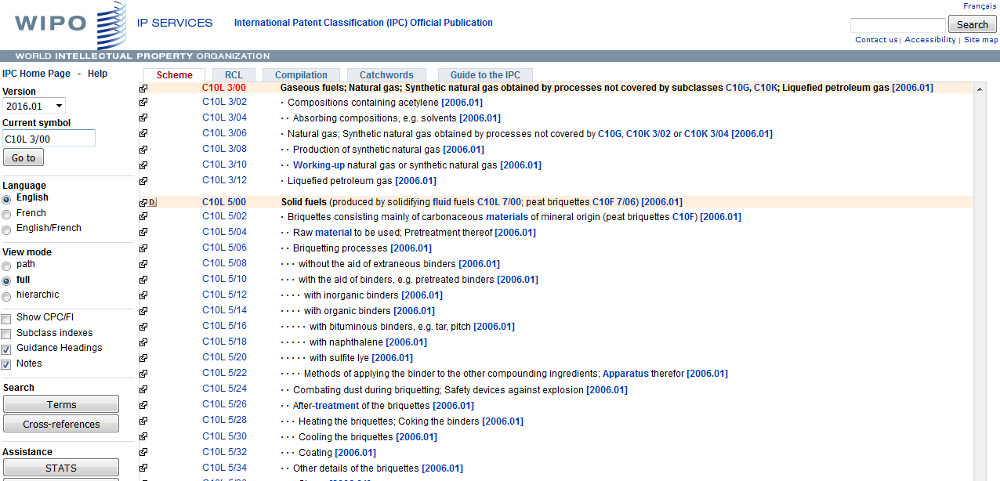 Français
WIPO
IP SERVICES
International Patent Classification (IPC) Official Publication
Search
Contact us | Accessibility | Site map
WORLD INTELLECTUAL PROPERTY ORGANIZATION
IPC Home Page - Help
Version
2016.01
Current symbol
C10L 3/00
Go to
Language
English
French
English/French
View mode
path
full
hierarchic
Show CPC/FI
Subclass indexes
Guidance Headings
Notes
Search
Terms
Cross-references
Assistance
STATS
Scheme RCL Compilation Catchwords Guide to the IPC
C10L 3/00 Gaseous fuels; Natural gas; Synthetic natural gas obtained by processes not covered by subclasses C10G, C10K; Liquefied petroleum gas [2006.01]
C10L 3/02 · Compositions containing acetylene [2006.01]
C10L 3/04 · · Absorbing compositions, e.g. solvents [2006.01]
C10L 3/06 · Natural gas; Synthetic natural gas obtained by processes not covered by C10G, C10K 3/02 or C10K 3/04 [2006.01]
C10L 3/08 · · Production of synthetic natural gas [2006.01]
C10L 3/10 · · Working-up natural gas or synthetic natural gas [2006.01]
C10L 3/12 · Liquefied petroleum gas [2006.01]
D C10L 5/00 Solid fuels (produced by solidifying fluid fuels C10L 7/00; peat briquettes C10F 7/06) [2006.01]
C10L 5/02 · Briquettes consisting mainly of carbonaceous materials of mineral origin (peat briquettes C10F) [2006.01]
C10L 5/04 · · Raw material to be used; Pretreatment thereof [2006.01]
C10L 5/06 · · Briquetting processes [2006.01]
C10L 5/08 · · · without the aid of extraneous binders [2006.01]
C10L 5/10 · · · with the aid of binders, e.g. pretreated binders [2006.01]
C10L 5/12 · · · · with inorganic binders [2006.01]
C10L 5/14 · · · · with organic binders [2006.01]
C10L 5/16 · · · · · with bituminous binders, e.g. tar, pitch [2006.01]
C10L 5/18 · · · · · with naphthalene [2006.01]
C10L 5/20 · · · · · with sulfite lye [2006.01]
C10L 5/22 · · · · Methods of applying the binder to the other compounding ingredients; Apparatus therefor [2006.01]
C10L 5/24 · · Combating dust during briquetting; Safety devices against explosion [2006.01]
C10L 5/26 · · After-treatment of the briquettes [2006.01]
C10L 5/28 · · · Heating the briquettes; Coking the binders [2006.01]
C10L 5/30 · · · Cooling the briquettes [2006.01]
C10L 5/32 · · · Coating [2006.01]
C10L 5/34 · · Other details of the briquettes [2006.01]